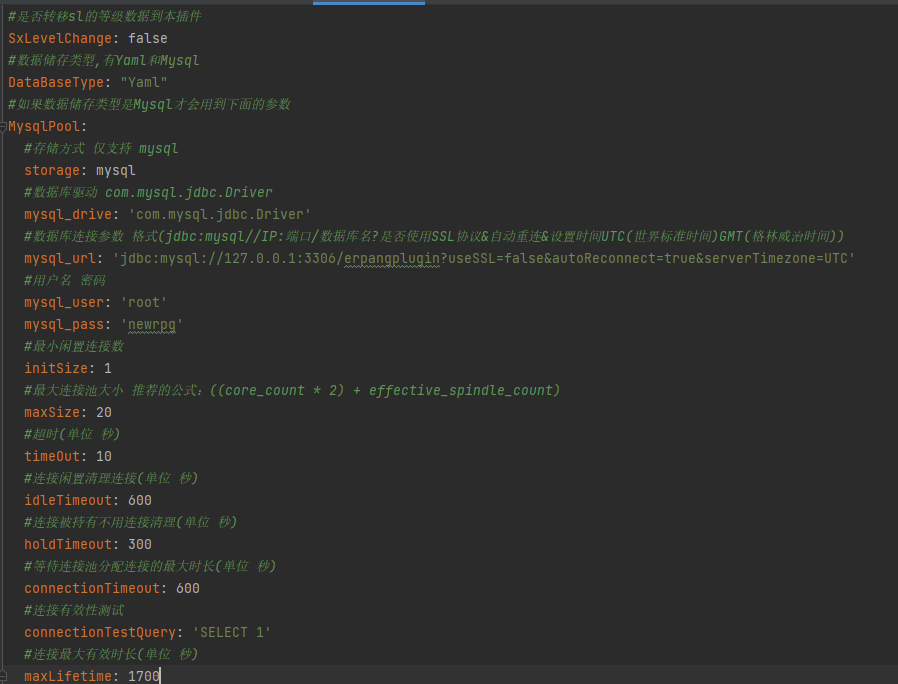 #是否转移sl的等级数据到本插件
SxLevelChange: false
#数据储存类型,有Yaml和Mysql
DataBaseType: "Yaml"
#如果数据储存类型是Mysql才会用到下面的参数
MysqlPool:
  #存储方式 仅支持 mysql
  storage: mysql
  #数据库驱动 com.mysql.jdbc.Driver
  mysql_drive: 'com.mysql.jdbc.Driver'
  #数据库连接参数 格式(jdbc:mysql//IP:端口/数据库名?是否使用SSL协议&自动重连&设置时间UTC(世界标准时间)GMT(格林威治时间))
  mysql_url: 'jdbc:mysql://127.0.0.1:3306/erpangplugin?useSSL=false&autoReconnect=true&serverTimezone=UTC'
  #用户名 密码
  mysql_user: 'root'
  mysql_pass: 'newrpg'
  #最小闲置连接数
  initSize: 1
  #最大连接池大小 推荐的公式：((core_count * 2) + effective_spindle_count)
  maxSize: 20
  #超时(单位 秒)
  timeOut: 10
  #连接闲置清理连接(单位 秒)
  idleTimeout: 600
  #连接被持有不用连接清理(单位 秒)
  holdTimeout: 300
  #等待连接池分配连接的最大时长(单位 秒)
  connectionTimeout: 600
  #连接有效性测试
  connectionTestQuery: 'SELECT 1'
  #连接最大有效时长(单位 秒)
  maxLifetime: 1700